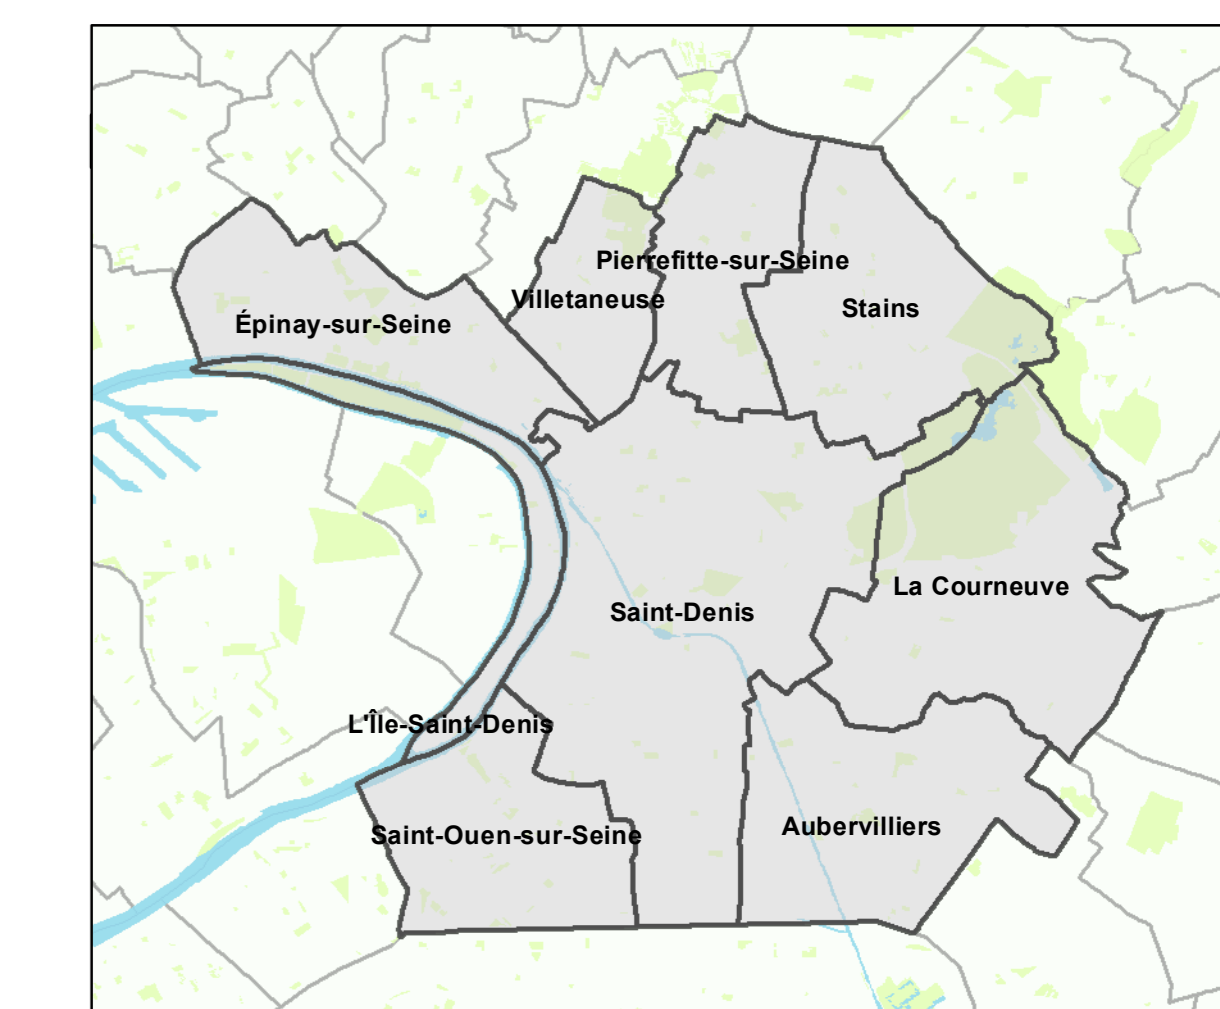 Pierrefitte-sur-Seine
Villetaneuse
Stains
Épinay-sur-Seine
La Courneuve
Saint-Denis
L'Île-Saint-Denis
Aubervilliers
Saint-Ouen-sur-Seine